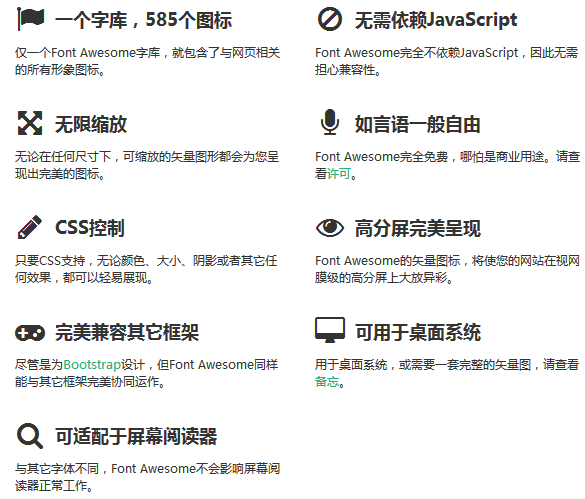 一个字库，585个图标
仅一个Font Awesome字库，就包含了与网页相关
的所有形象图标。
无需依赖JavaScript
Font Awesome完全不依赖JavaScript，因此无需
担心兼容性。
无限缩放
无论在任何尺寸下，可缩放的矢量图形都会为您呈
现出完美的图标。
如言语一般自由
Font Awesome完全免费，哪怕是商业用途。请查
看许可。
CSS控制
只要CSS支持，无论颜色、大小、阴影或者其它任
何效果，都可以轻易展现。
高分屏完美呈现
Font Awesome的矢量图标，将使您的网站在视网
膜级的高分屏上大放异彩。
完美兼容其它框架
尽管是为Bootstrap设计，但Font Awesome同样
能与其它框架完美协同运作。
可用于桌面系统
用于桌面系统，或需要一套完整的矢量图，请查看
备忘。
可适配于屏幕阅读器
与其它字体不同，Font Awesome不会影响屏幕阅
读器正常工作。